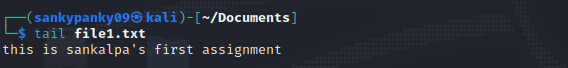 ┌──(sankypanky09㉿kali)-[~/Documents]
└─$ tail file1.txt
this is sankalpa's first assignment